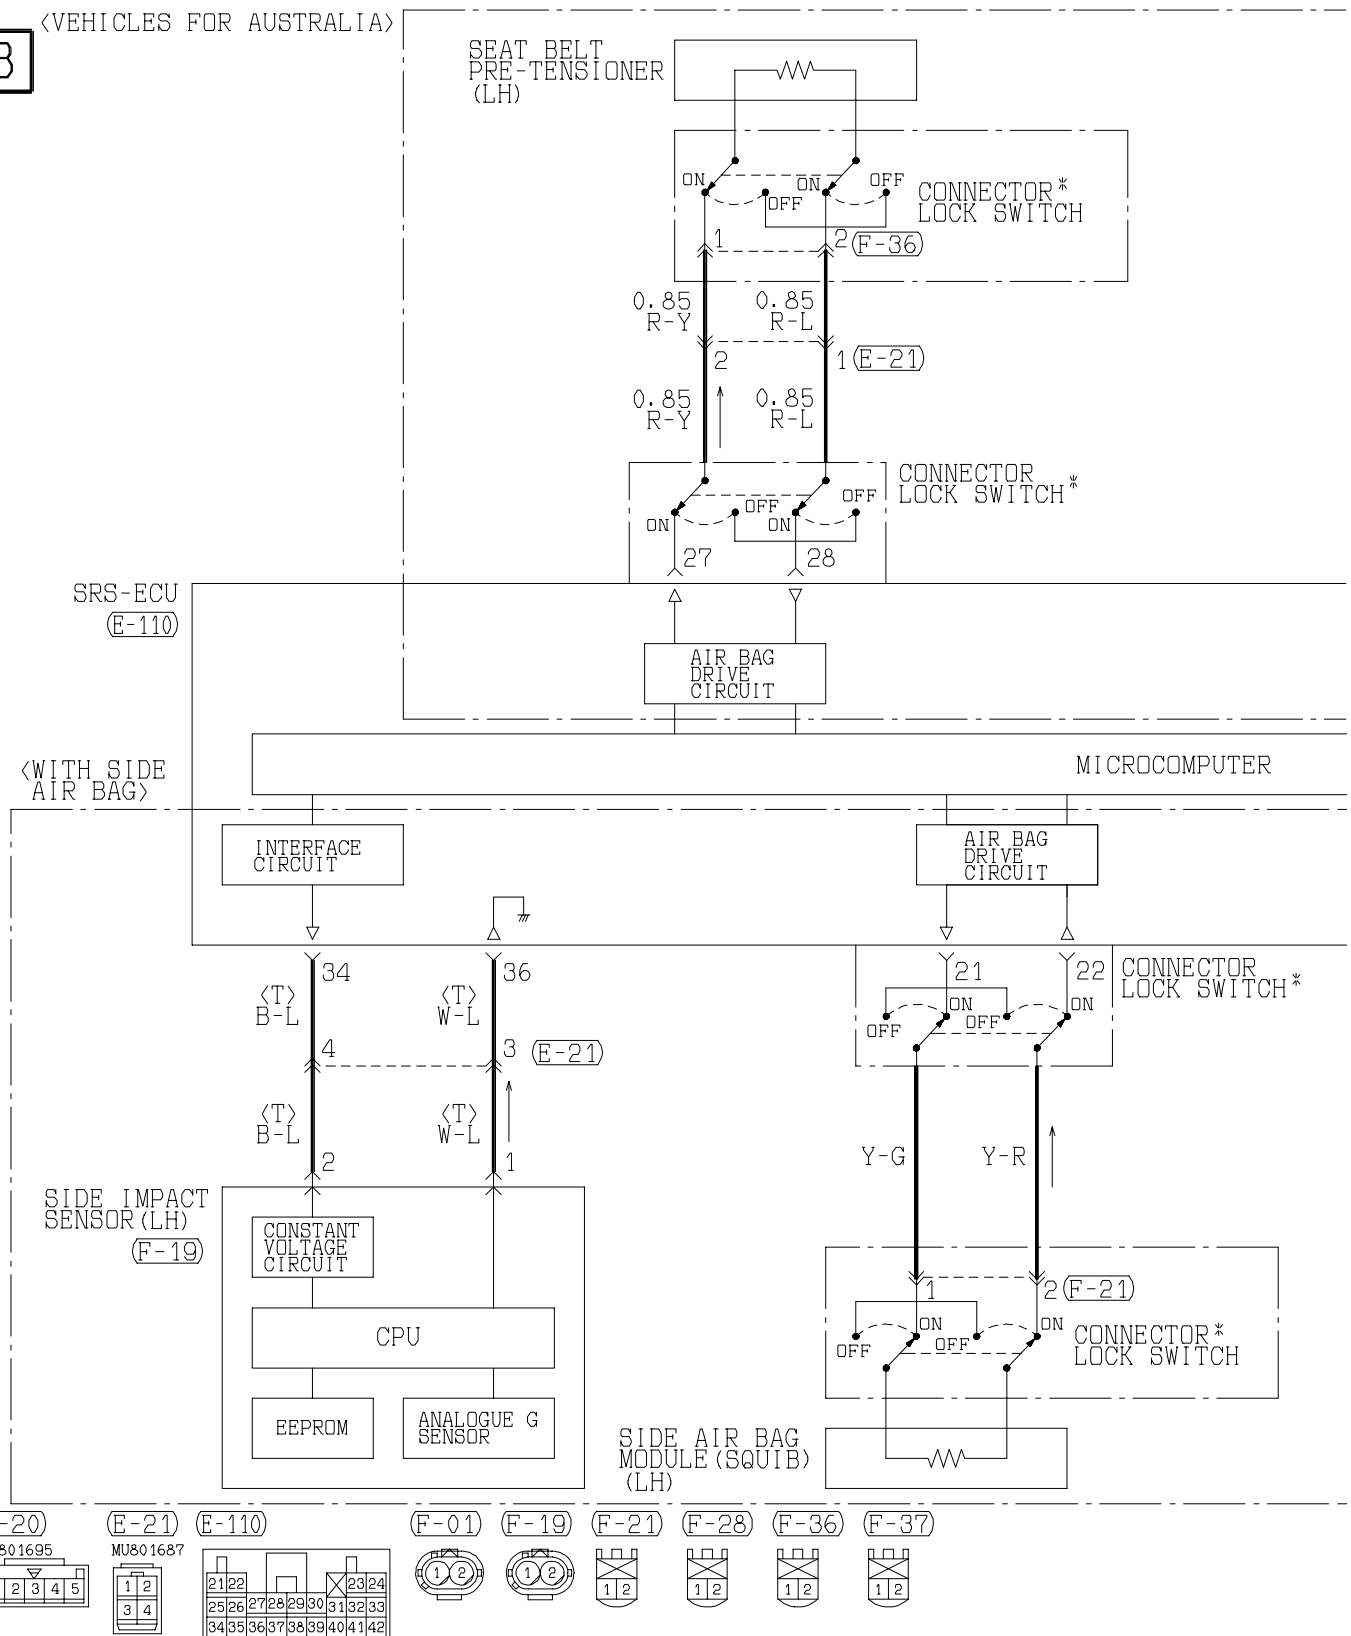 〈VEHICLES FOR AUSTRALIA〉
SEAT BELT
PRE-TENSIONER
(LH)
ON
OFF
ON
OFF
CONNECTOR*
LOCK SWITCH
1
2
F-36
0.85
R-Y
0.85
R-L
2
1
E-21
0.85
R-Y
0.85
R-L
CONNECTOR
LOCK SWITCH*
ON
OFF
ON
OFF
27
28
SRS-ECU
E-110
AIR BAG
DRIVE
CIRCUIT
MICROCOMPUTER
〈WITH SIDE
AIR BAG〉
INTERFACE
CIRCUIT
AIR BAG
DRIVE
CIRCUIT
34
36
21
22
CONNECTOR
LOCK SWITCH*
〈T〉
B-L
〈T〉
W-L
OFF
ON
OFF
ON
4
3
E-21
〈T〉
B-L
〈T〉
W-L
Y-G
Y-R
2
1
SIDE IMPACT
SENSOR(LH)
F-19
CONSTANT
VOLTAGE
CIRCUIT
CPU
EEPROM
ANALOGUE G
SENSOR
1
2
F-21
OFF
ON
OFF
ON
CONNECTOR*
LOCK SWITCH
SIDE AIR BAG
MODULE(SQUIB)
(LH)
-20)
E-21
E-110
F-01
F-19
F-21
F-28
F-36
F-37
801695
MU801687
2 3 4 5
1 2
3 4
21 22 23 24
25 26 27 28 29 30 31 32 33
34 35 36 37 38 39 40 41 42
1 2
1 2
1 2
1 2
1 2
1 2